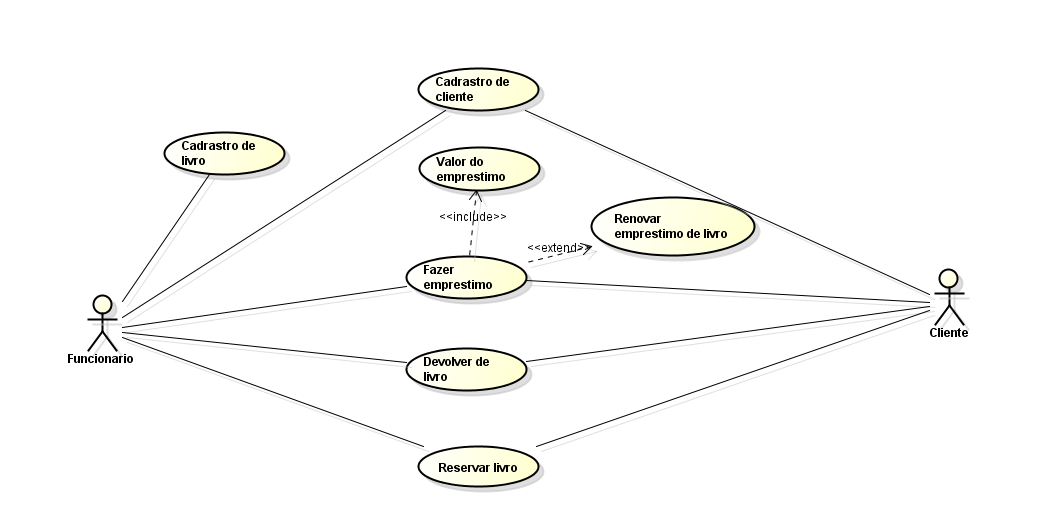 Cadrastro de
cliente
Cadrastro de
livro
Valor do
emprestimo
<<include>>
Renovar
emprestimo de livro
<<extend>>
Fazer
emprestimo
Funcionario
Cliente
Devolver de
livro
Reservar livro